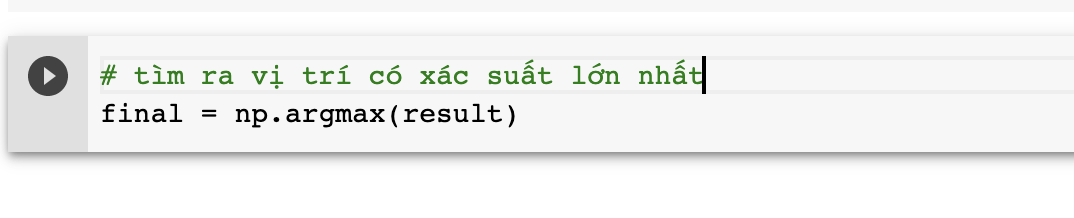 # tìm ra vị trí có xác suất lớn nhất
final = np.argmax(result)